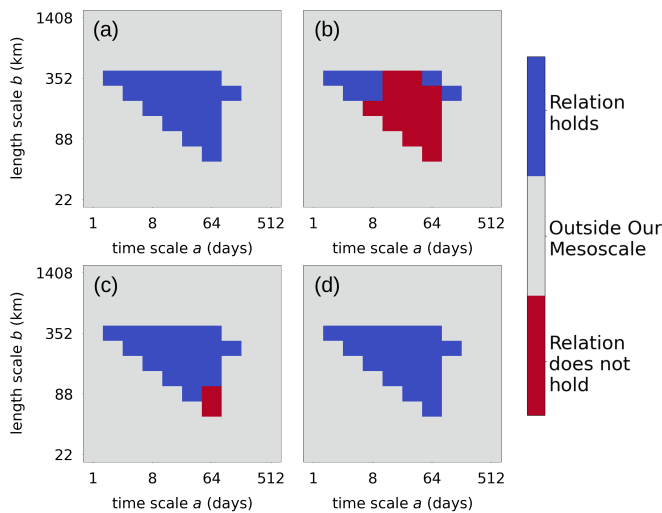 (a)
1408
352
88
22
length scale b (km)
1
8
64
512
time scale a (days)
(b)
1
8
64
512
time scale a (days)
(c)
1408
352
88
22
length scale b (km)
1
8
64
512
time scale a (days)
(d)
1
8
64
512
time scale a (days)
Relation
holds
Outside Our
Mesoscale
Relation
does not
hold